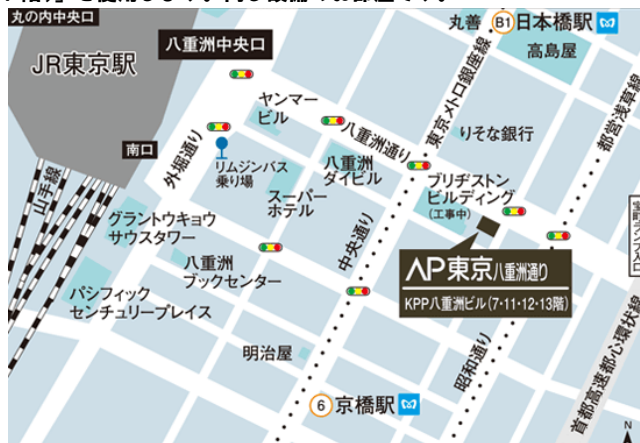 丸の内中央口
JR東京駅
八重洲中央口
南口
山手線
外堀通り
ヤンマー
ビル
リムジンバス
乗り場
八重洲通り
八重洲
ダイビル
スーパー
ホテル
グラントウキョウ
サウスタワー
八重洲
ブックセンター
パシフィック
センチュリープレイス
明治屋
中央通り
東京メトロ銀座線
丸善
B1 日本橋駅
高島屋
りそな銀行
都営浅草線
ブリヂストン
ビルディング
(工事中)
AP東京八重洲通り
KPP八重洲ビル(7・11・12・13階)
昭和通り
6 京橋駅
首都高速都心環状線
N